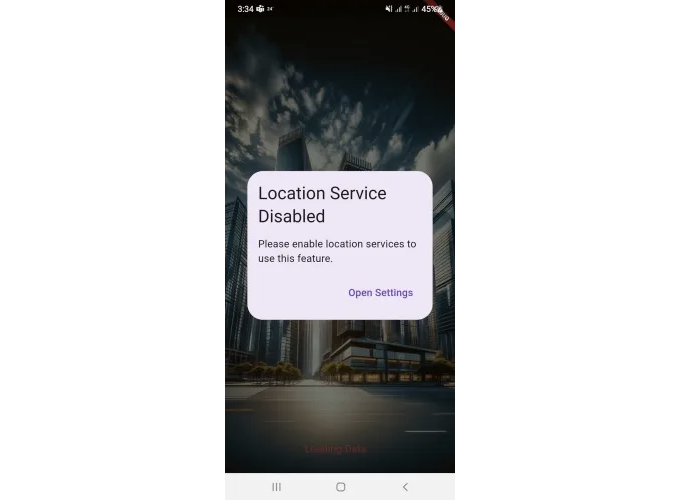 3:34
45%
Location Service
Disabled
Please enable location services to
use this feature.
Open Settings
Loading Data